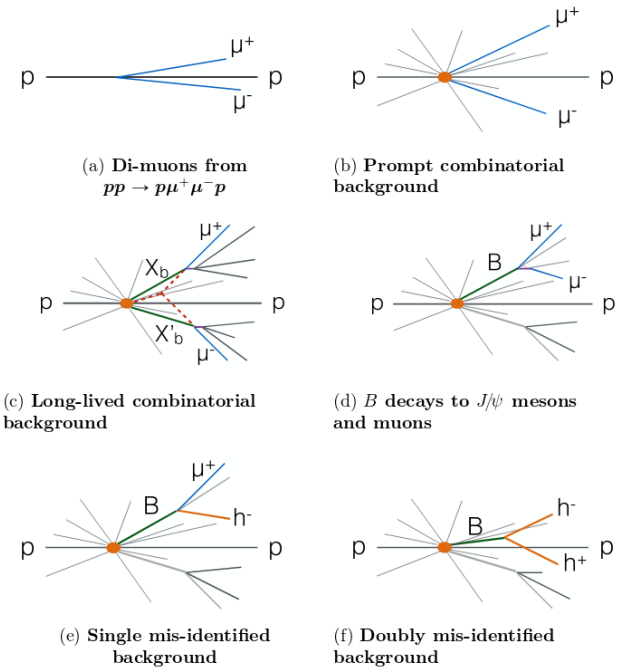 μ+
p p
μ-
(a) Di-muons from
pp → pμ+μ−p
μ+
p p
μ-
(b) Prompt combinatorial
background
μ+
Xb
p p
X'b
μ-
(c) Long-lived combinatorial
background
μ+
B
μ-
p p
(d) B decays to J/ψ mesons
and muons
μ+
B
h-
p p
(e) Single mis-identified
background
h-
B
p p
h+
(f) Doubly mis-identified
background